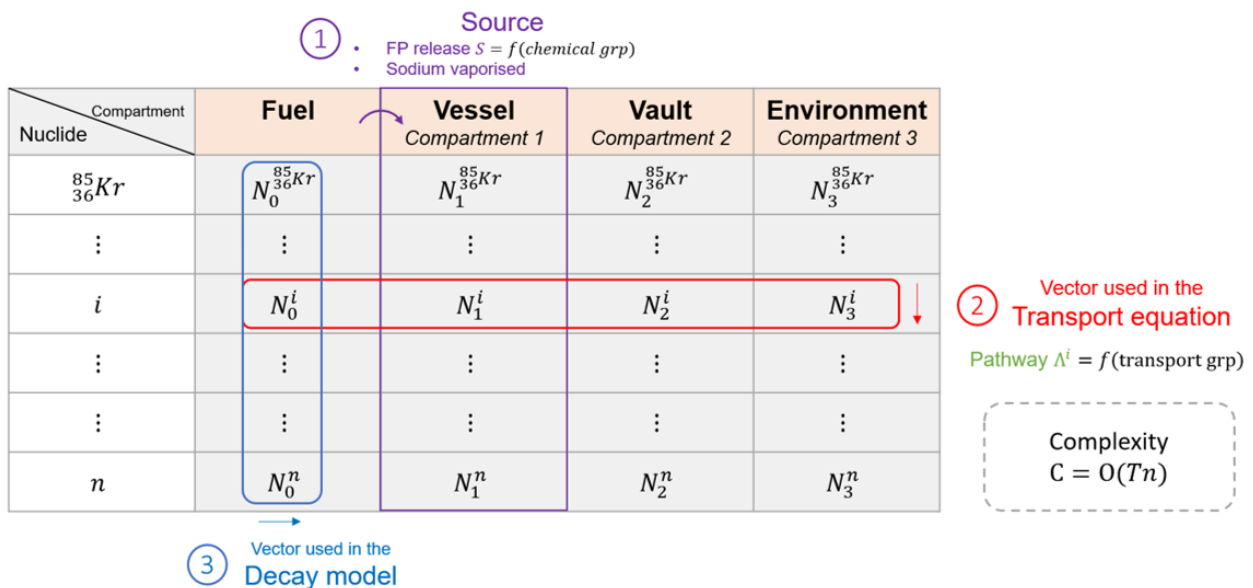 ① Source
• FP release S = f(chemical grp)
• Sodium vaporised
Compartment
Nuclide
Fuel Vessel Vault Environment
Compartment 1 Compartment 2 Compartment 3
⁸⁵₃₆Kr N₀^{⁸⁵₃₆Kr} N₁^{⁸⁵₃₆Kr} N₂^{⁸⁵₃₆Kr} N₃^{⁸⁵₃₆Kr}
⋮ ⋮ ⋮ ⋮ ⋮
i N₀ⁱ N₁ⁱ N₂ⁱ N₃ⁱ
⋮ ⋮ ⋮ ⋮ ⋮
⋮ ⋮ ⋮ ⋮ ⋮
n N₀ⁿ N₁ⁿ N₂ⁿ N₃ⁿ
② Vector used in the
Transport equation
Pathway Λⁱ = f(transport grp)
Complexity
C = O(Tn)
③ Vector used in the
Decay model